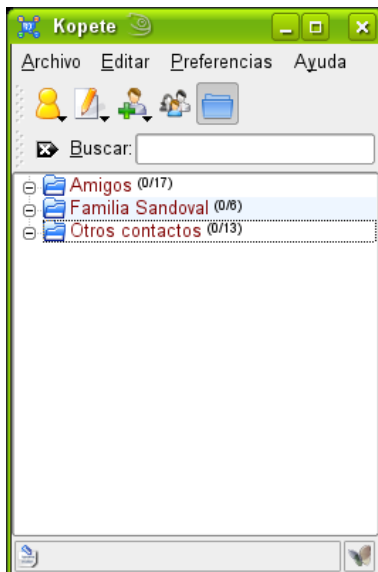 Kopete
Archivo Editar Preferencias Ayuda
Buscar:
Amigos (0/17)
Familia Sandoval (0/6)
Otros contactos (0/13)